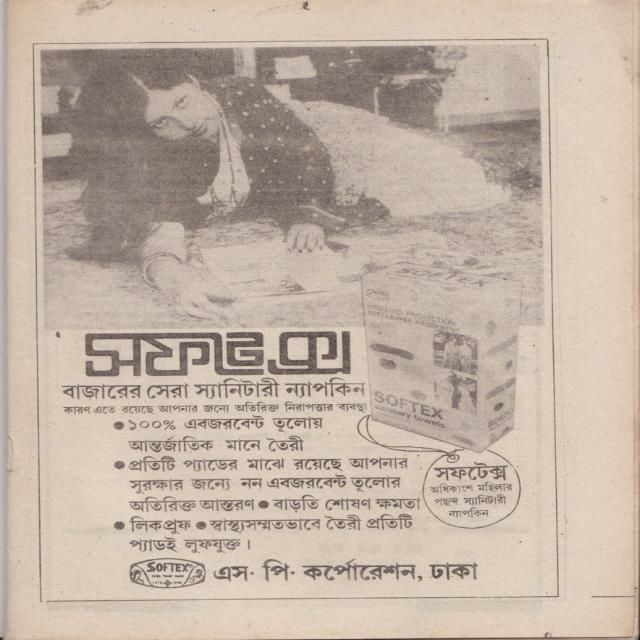 SOFTEX
SOFTEX
sanitary towels
সফটেক্স
বাজারের সেরা স্যানিটারী ন্যাপকিন
কারণ এতে রয়েছে আপনার জন্যে অতিরিক্ত নিরাপত্তার ব্যবস্থা
●১০০% এবজরবেন্ট তুলোয়
আন্তর্জাতিক মানে তৈরী
●প্রতিটি প্যাডের মাঝে রয়েছে আপনার
সুরক্ষার জন্যে নন এবজরবেন্ট তুলোর
অতিরিক্ত আস্তরণ ● বাড়তি শোষণ ক্ষমতা
● লিকপ্রুফ ● স্বাস্থ্যসম্মতভাবে তৈরী প্রতিটি
প্যাডই লুফযুক্ত।
সফটেক্স
অধিকাংশ মহিলার
পছন্দ স্যানিটারী
ন্যাপকিন
SOFTEX
এস. পি. কর্পোরেশন, ঢাকা